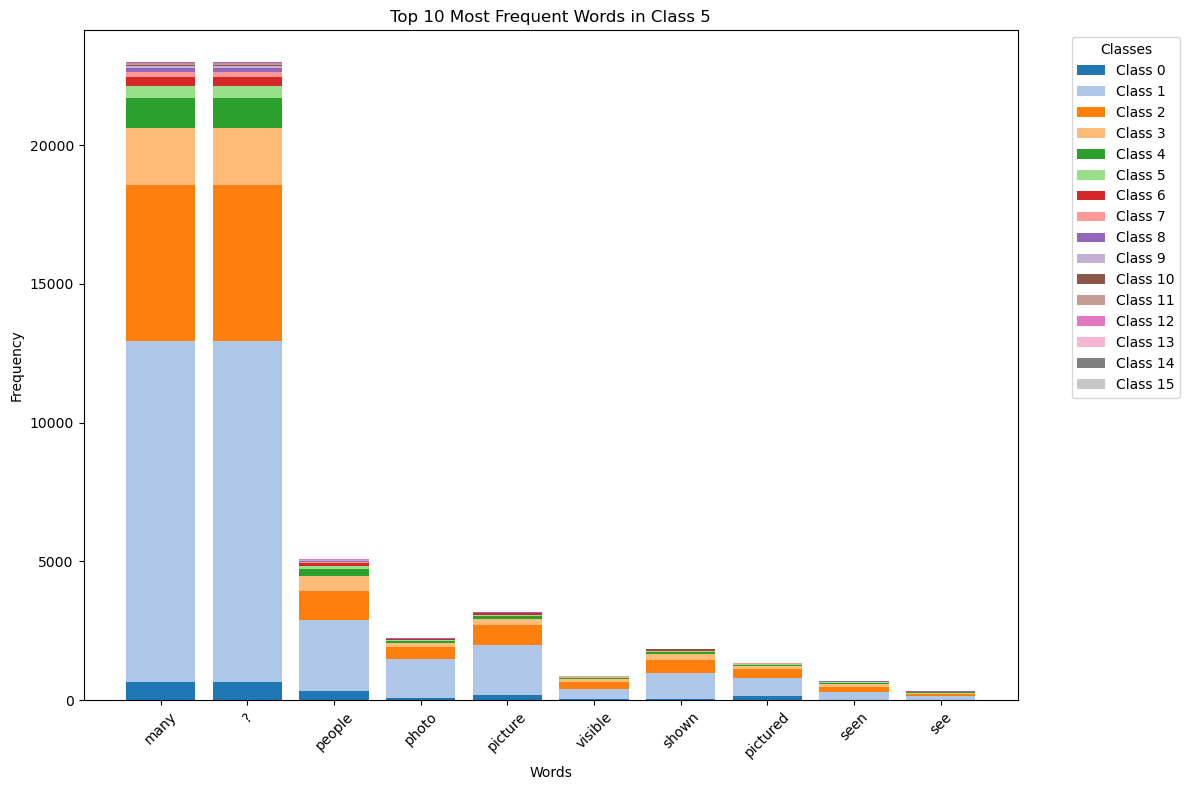 Top 10 Most Frequent Words in Class 5
Frequency
20000
15000
10000
5000
0
many
?
people
photo
picture
visible
shown
pictured
seen
see
Words
Classes
Class 0
Class 1
Class 2
Class 3
Class 4
Class 5
Class 6
Class 7
Class 8
Class 9
Class 10
Class 11
Class 12
Class 13
Class 14
Class 15